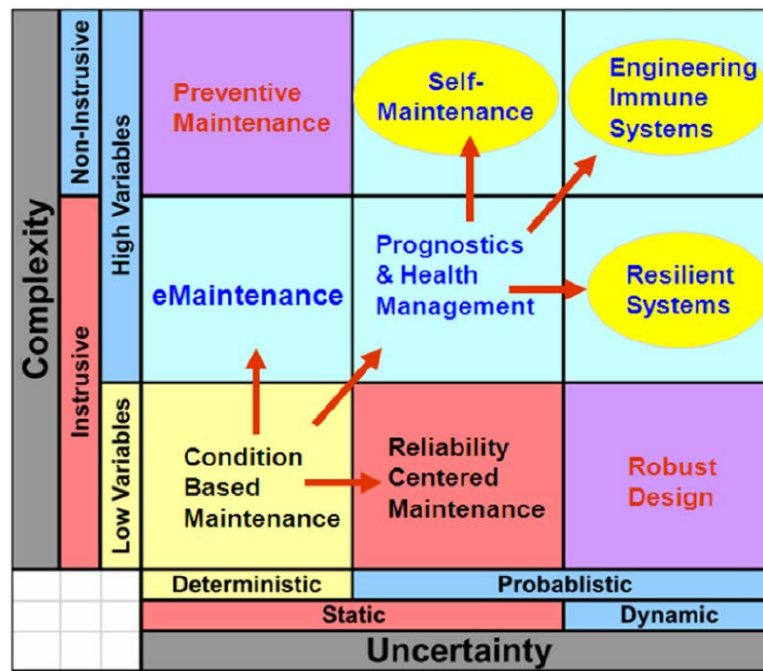 Complexity
Non-Instrusive
Instrusive
High Variables
Low Variables
Preventive
Maintenance
Self-
Maintenance
Engineering
Immune
Systems
eMaintenance
Prognostics
& Health
Management
Resilient
Systems
Condition
Based
Maintenance
Reliability
Centered
Maintenance
Robust
Design
Deterministic
Probablistic
Static
Dynamic
Uncertainty